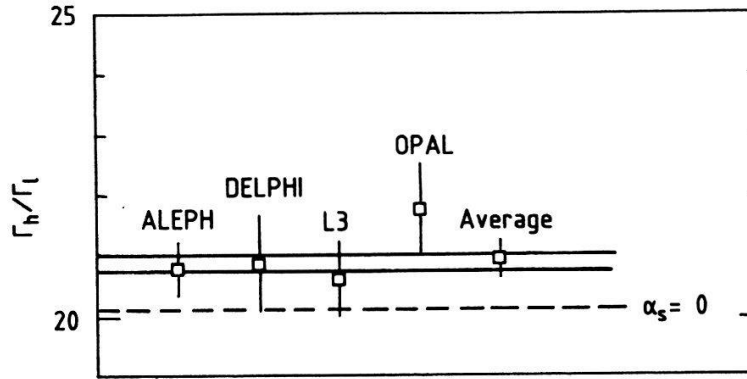 25
OPAL
DELPHI
ALEPH
L3
Average
Γh/Γl
αs = 0
20